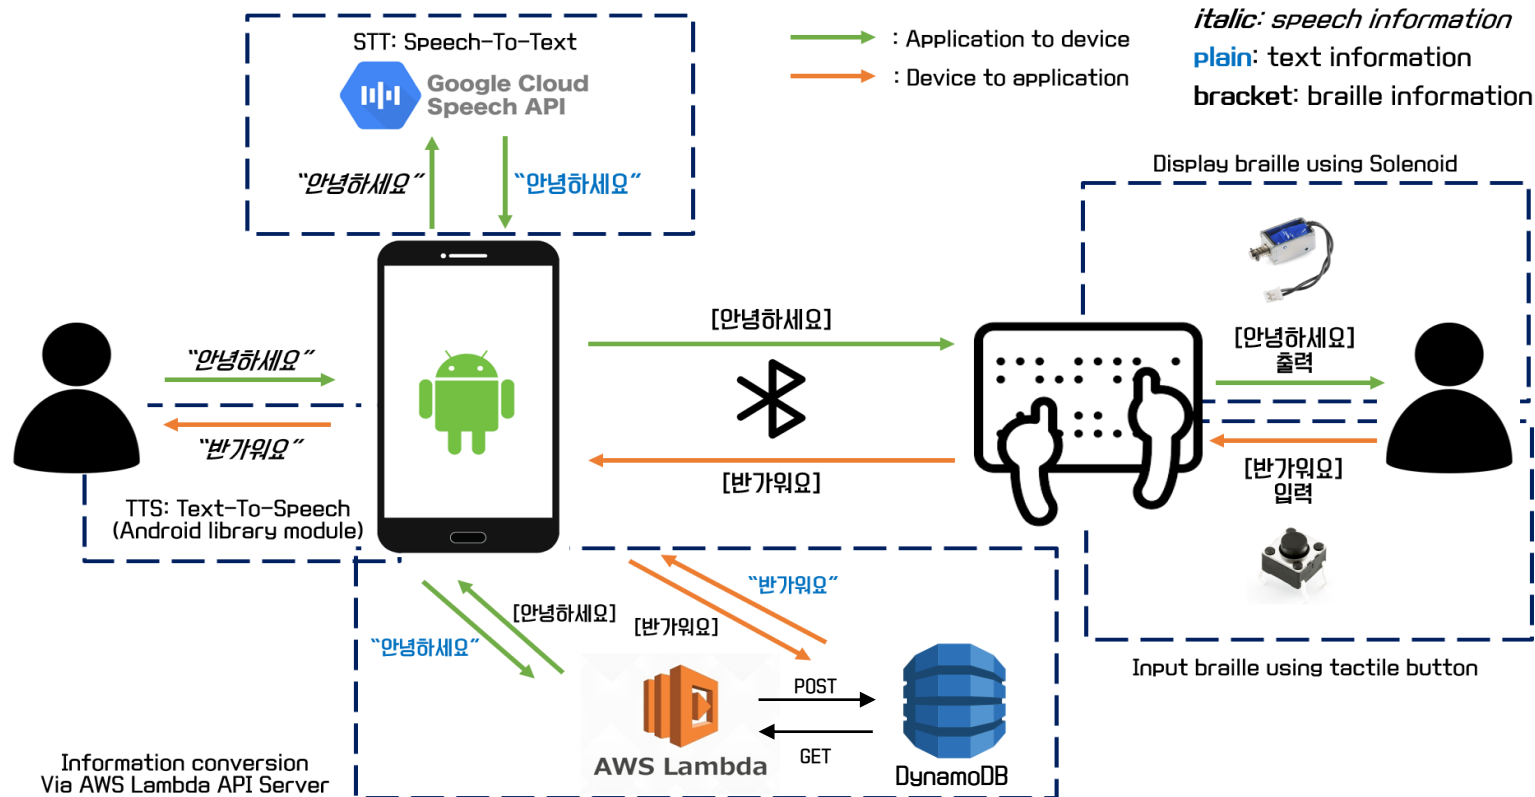 STT: Speech-To-Text
Google Cloud
Speech API
: Application to device
: Device to application
italic: speech information
plain: text information
bracket: braille information
“안녕하세요”
“안녕하세요”
Display braille using Solenoid
“안녕하세요”
“반가워요”
TTS: Text-To-Speech
(Android library module)
[안녕하세요]
[반가워요]
[안녕하세요]
출력
[반가워요]
입력
Input braille using tactile button
“안녕하세요”
[안녕하세요]
[반가워요]
“반가워요”
POST
GET
AWS Lambda
DynamoDB
Information conversion
Via AWS Lambda API Server